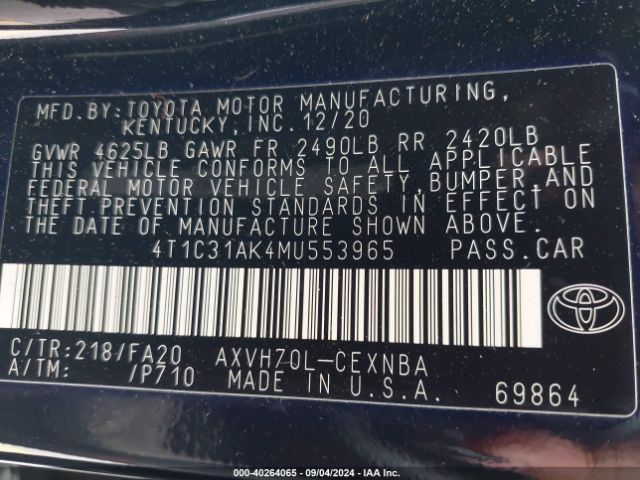 MFD.BY:TOYOTA MOTOR MANUFACTURING,
KENTUCKY, INC. 12/20
GVWR 4625LB GAWR FR 2490LB RR 2420LB
THIS VEHICLE CONFORMS TO ALL APPLICABLE
FEDERAL MOTOR VEHICLE SAFETY,BUMPER,AND
THEFT PREVENTION STANDARDS IN EFFECT ON
THE DATE OF MANUFACTURE SHOWN ABOVE.
4T1C31AK4MU553965 PASS.CAR
C/TR:218/FA20 AXVH70L-CEXNBA
A/TM: /P710 MADE IN U.S.A.
69864
000-40264065 - 09/04/2024 - IAA Inc.